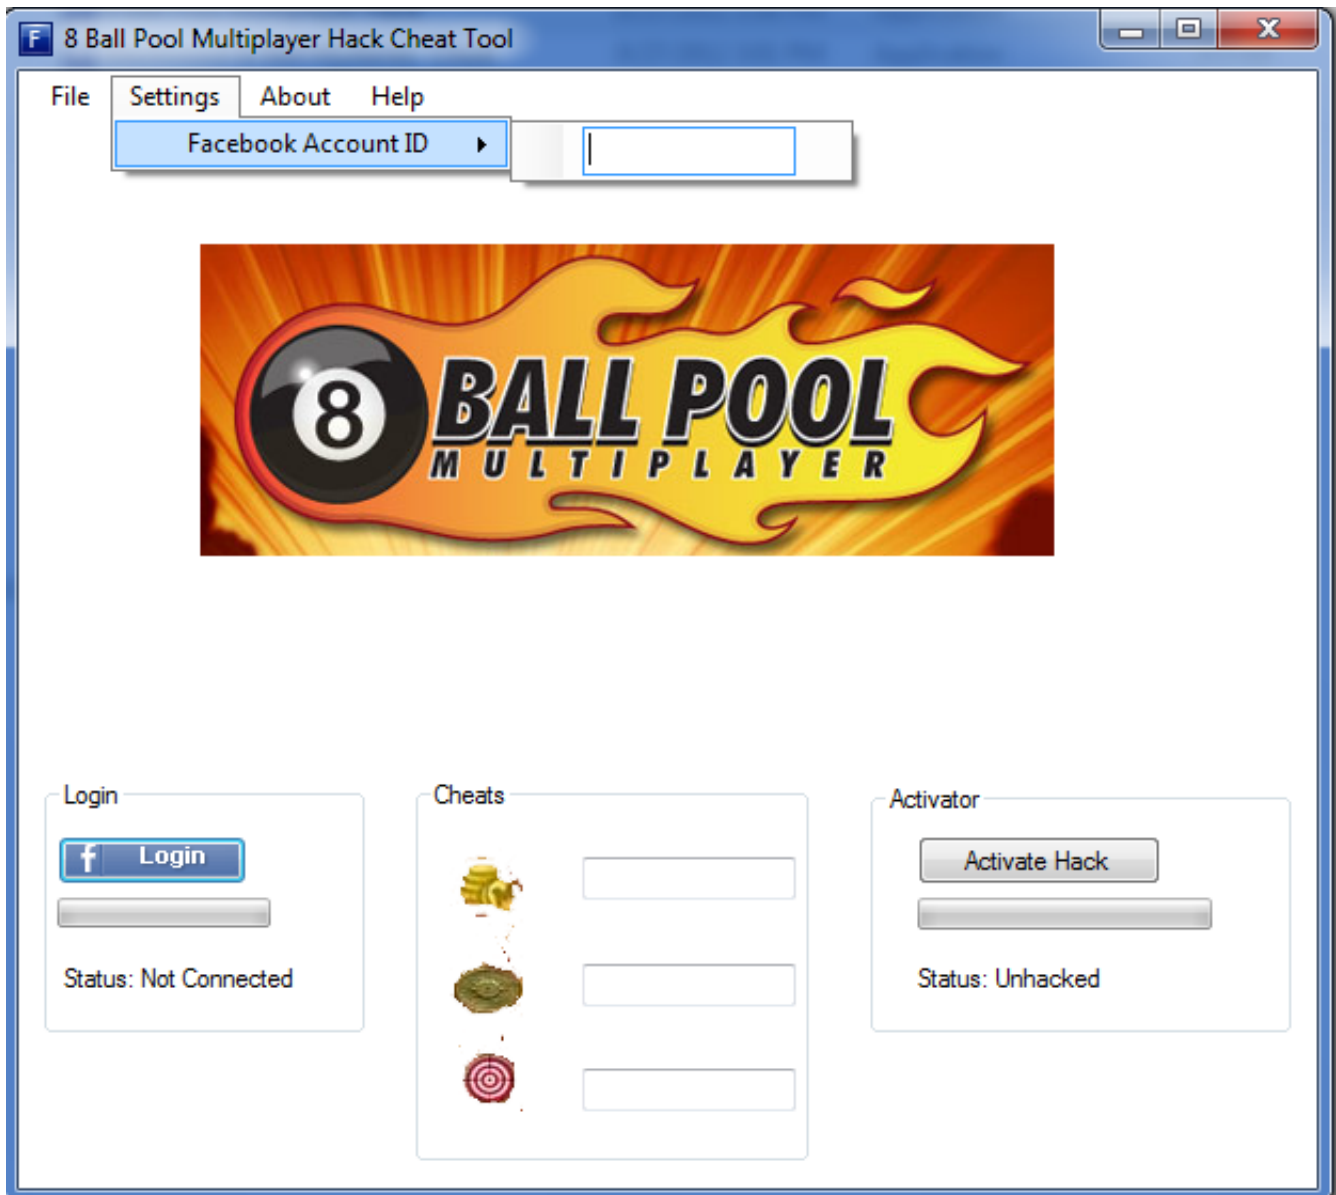 F 8 Ball Pool Multiplayer Hack Cheat Tool
File Settings About Help
Facebook Account ID
8 BALL POOL
MULTIPLAYER
Login
f Login
Status: Not Connected
Cheats
Activator
Activate Hack
Status: Unhacked